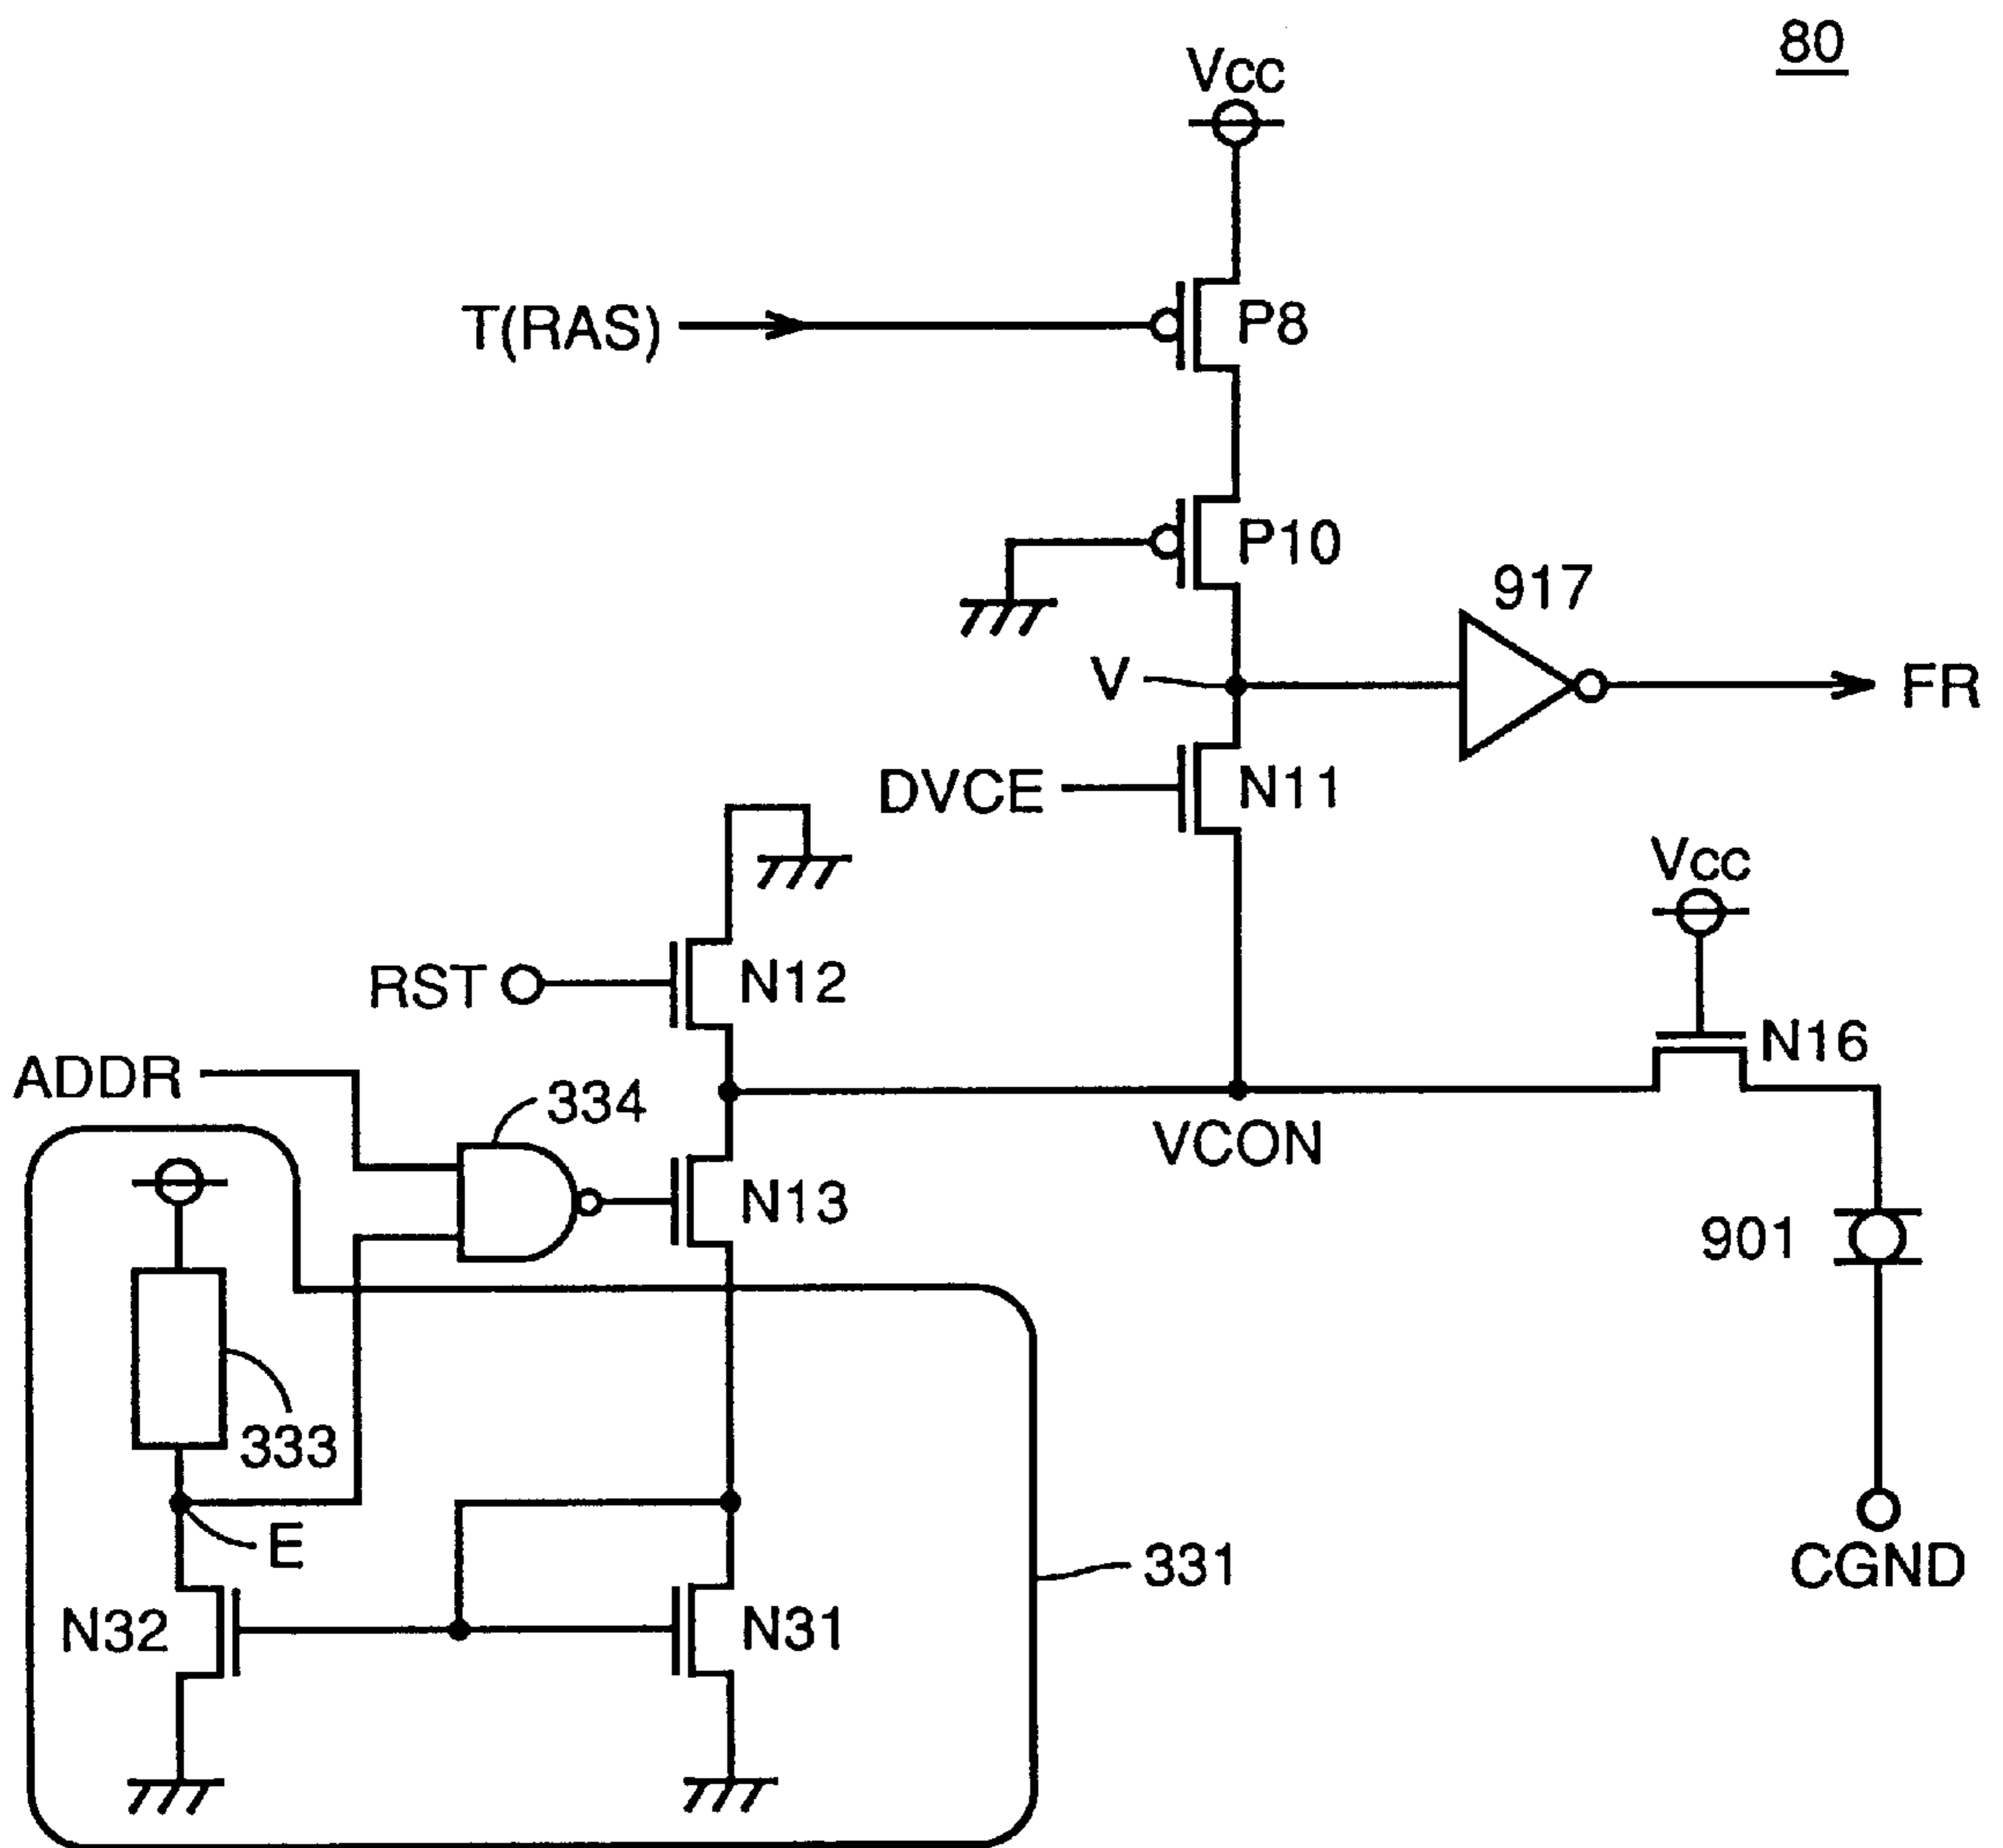 80
Vcc
T(RAS)
P8
P10
917
V
FR
DVCE
N11
Vcc
RST
N12
N16
ADDR
334
VCON
N13
901
333
E
331
CGND
N32
N31